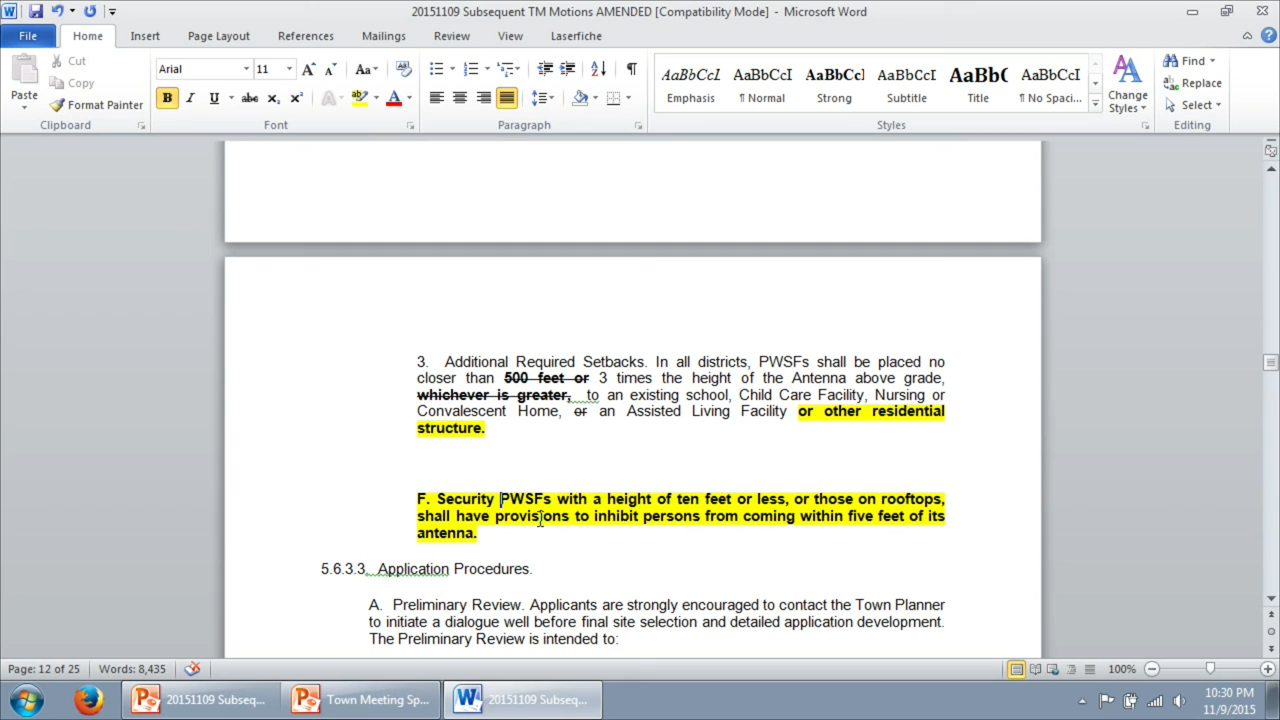 20151109 Subsequent TM Motions AMENDED [Compatibility Mode] - Microsoft Word
File Home Insert Page Layout References Mailings Review View Laserfiche
Paste
Cut
Copy
Format Painter
Clipboard
Arial 11
Font
Paragraph
AaBbCcI AaBbCcDc AaBbCcI AaBbCcDc AaBb( AaBbCcDc
Emphasis ¶ Normal Strong Subtitle Title ¶ No Spaci...
Change Styles
Styles
Find
Replace
Select
Editing
3. Additional Required Setbacks. In all districts, PWSFs shall be placed no
closer than 500 feet or 3 times the height of the Antenna above grade,
whichever is greater, to an existing school, Child Care Facility, Nursing or
Convalescent Home, or an Assisted Living Facility or other residential
structure.
F. Security PWSFs with a height of ten feet or less, or those on rooftops,
shall have provisions to inhibit persons from coming within five feet of its
antenna.
5.6.3.3. Application Procedures.
A. Preliminary Review. Applicants are strongly encouraged to contact the Town Planner
to initiate a dialogue well before final site selection and detailed application development.
The Preliminary Review is intended to:
Page: 12 of 25 Words: 8,435 100%
20151109 Subseq... Town Meeting Sp... 20151109 Subseq...
10:30 PM
11/9/2015